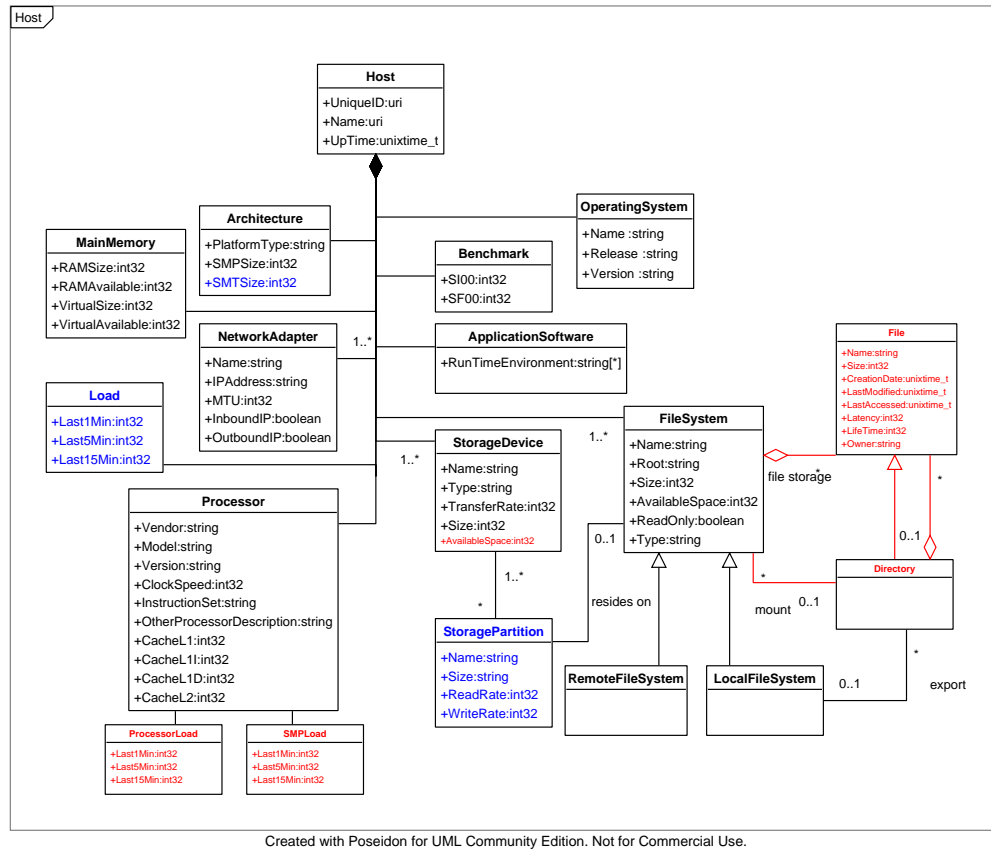 Host
Host
+UniqueID:uri
+Name:uri
+UpTime:unixtime_t
OperatingSystem
+Name :string
+Release :string
+Version :string
Architecture
+PlatformType:string
+SMPSize:int32
+SMTSize:int32
MainMemory
+RAMSize:int32
+RAMAvailable:int32
+VirtualSize:int32
+VirtualAvailable:int32
Benchmark
+SI00:int32
+SF00:int32
NetworkAdapter
+Name:string
+IPAddress:string
+MTU:int32
+InboundIP:boolean
+OutboundIP:boolean
1..*
ApplicationSoftware
+RunTimeEnvironment:string[*]
File
+Name:string
+Size:int32
+CreationDate:unixtime_t
+LastModified:unixtime_t
+LastAccessed:unixtime_t
+Latency:int32
+LifeTime:int32
+Owner:string
Load
+Last1Min:int32
+Last5Min:int32
+Last15Min:int32
FileSystem
+Name:string
+Root:string
+Size:int32
+AvailableSpace:int32
+ReadOnly:boolean
+Type:string
1..*
1..*
StorageDevice
+Name:string
+Type:string
+TransferRate:int32
+Size:int32
+AvailableSpace:int32
*
file storage
*
0..1
0..1
Processor
+Vendor:string
+Model:string
+Version:string
+ClockSpeed:int32
+InstructionSet:string
+OtherProcessorDescription:string
+CacheL1:int32
+CacheL1I:int32
+CacheL1D:int32
+CacheL2:int32
1..*
*
Directory
*
mount
0..1
resides on
StoragePartition
+Name:string
+Size:string
+ReadRate:int32
+WriteRate:int32
RemoteFileSystem
LocalFileSystem
*
0..1
export
ProcessorLoad
+Last1Min:int32
+Last5Min:int32
+Last15Min:int32
SMPLoad
+Last1Min:int32
+Last5Min:int32
+Last15Min:int32
Created with Poseidon for UML Community Edition. Not for Commercial Use.